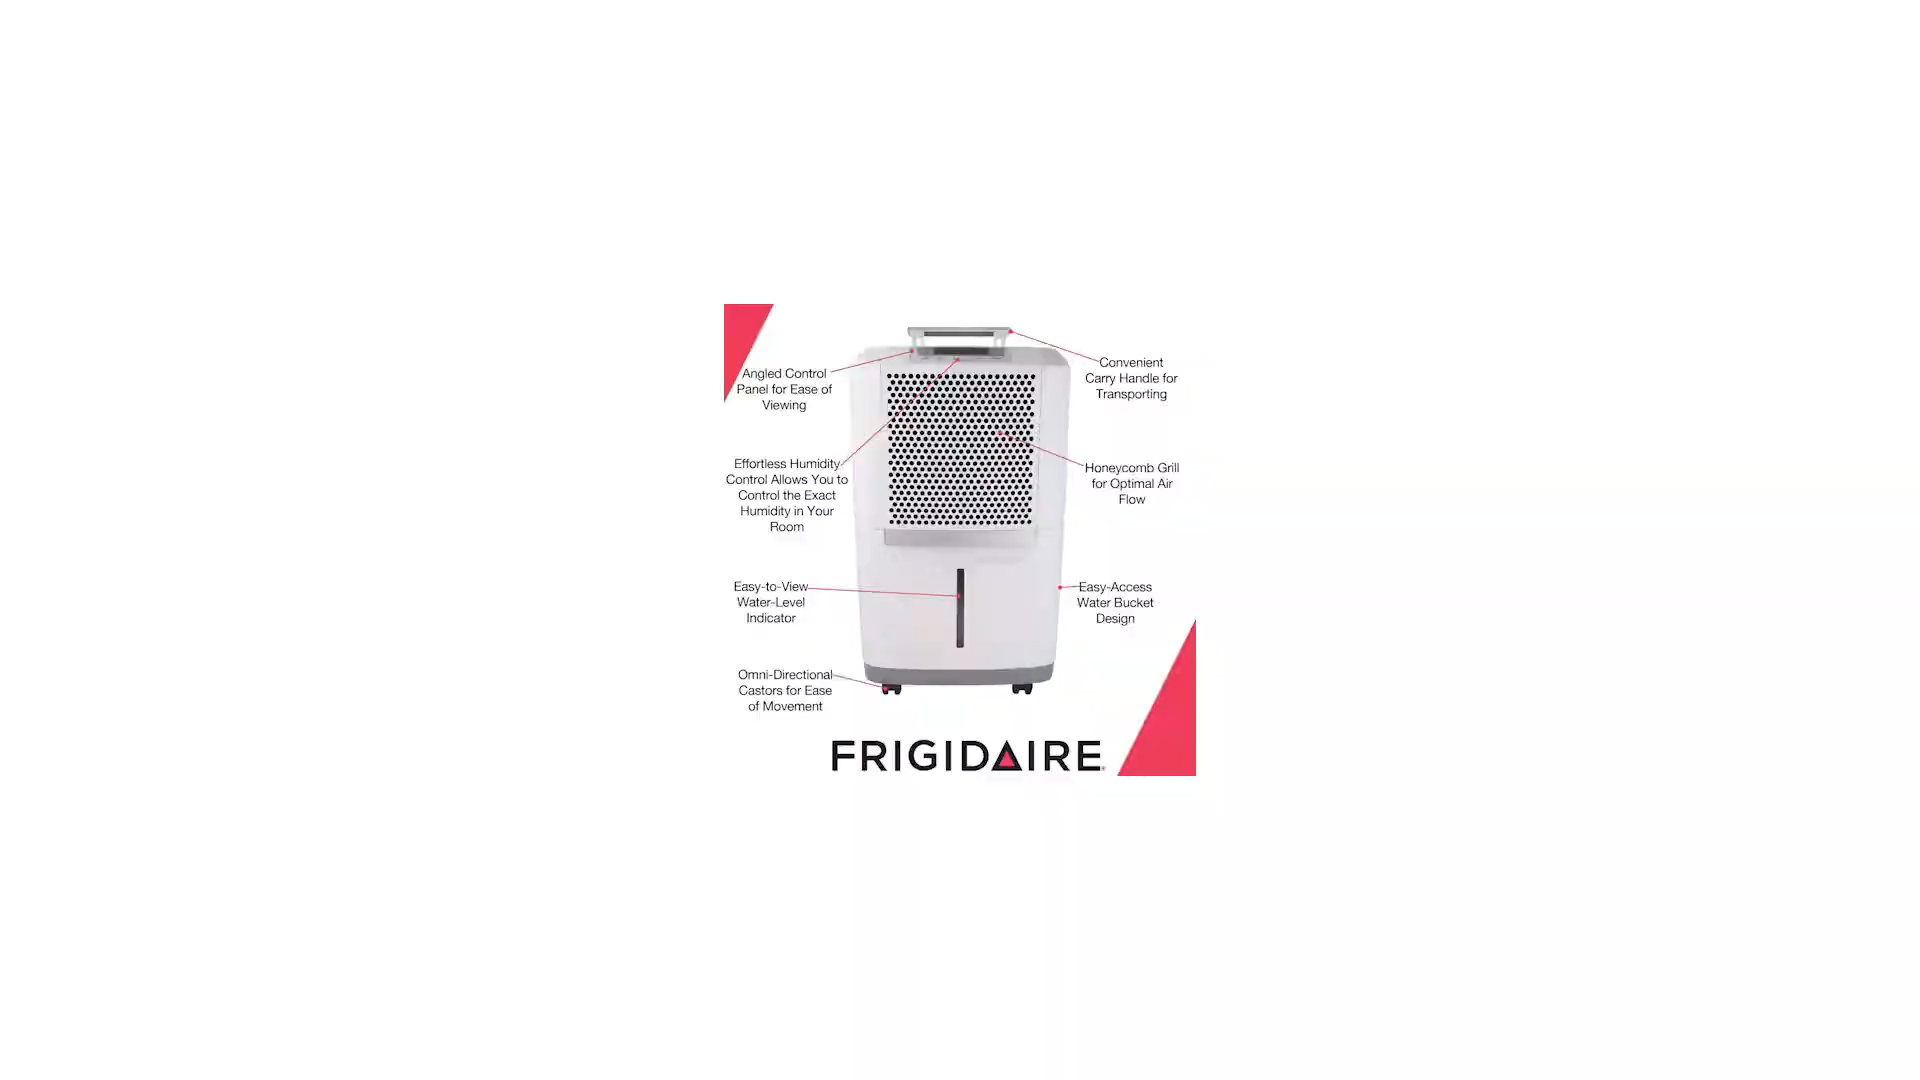 Angled Control
Panel for Ease of
Viewing
Convenient
Carry Handle for
Transporting
Effortless Humidity
Control Allows You to
Control the Exact
Humidity in Your
Room
Honeycomb Grill
for Optimal Air
Flow
Easy-to-View
Water-Level
Indicator
Easy-Access
Water Bucket
Design
Omni-Directional
Castors for Ease
of Movement
FRIGIDAIRE